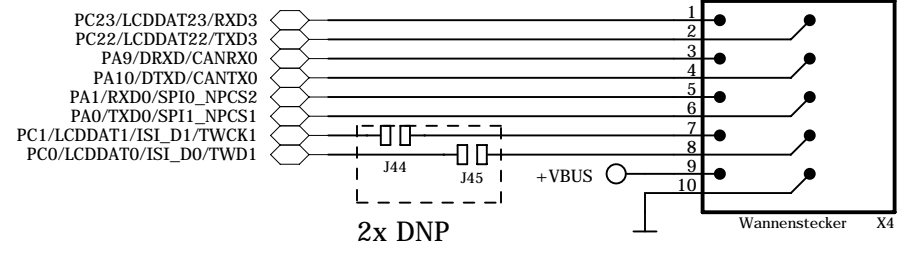 PC23/LCDDAT23/RXD3 1
PC22/LCDDAT22/TXD3 2
PA9/DRXD/CANRX0 3
PA10/DTXD/CANTX0 4
PA1/RXD0/SPI0_NPCS2 5
PA0/TXD0/SPI1_NPCS1 6
PC1/LCDDAT1/ISI_D1/TWCK1 7
PC0/LCDDAT0/ISI_D0/TWD1 8
J44 J45 +VBUS 9
10
2x DNP
Wannenstecker X4